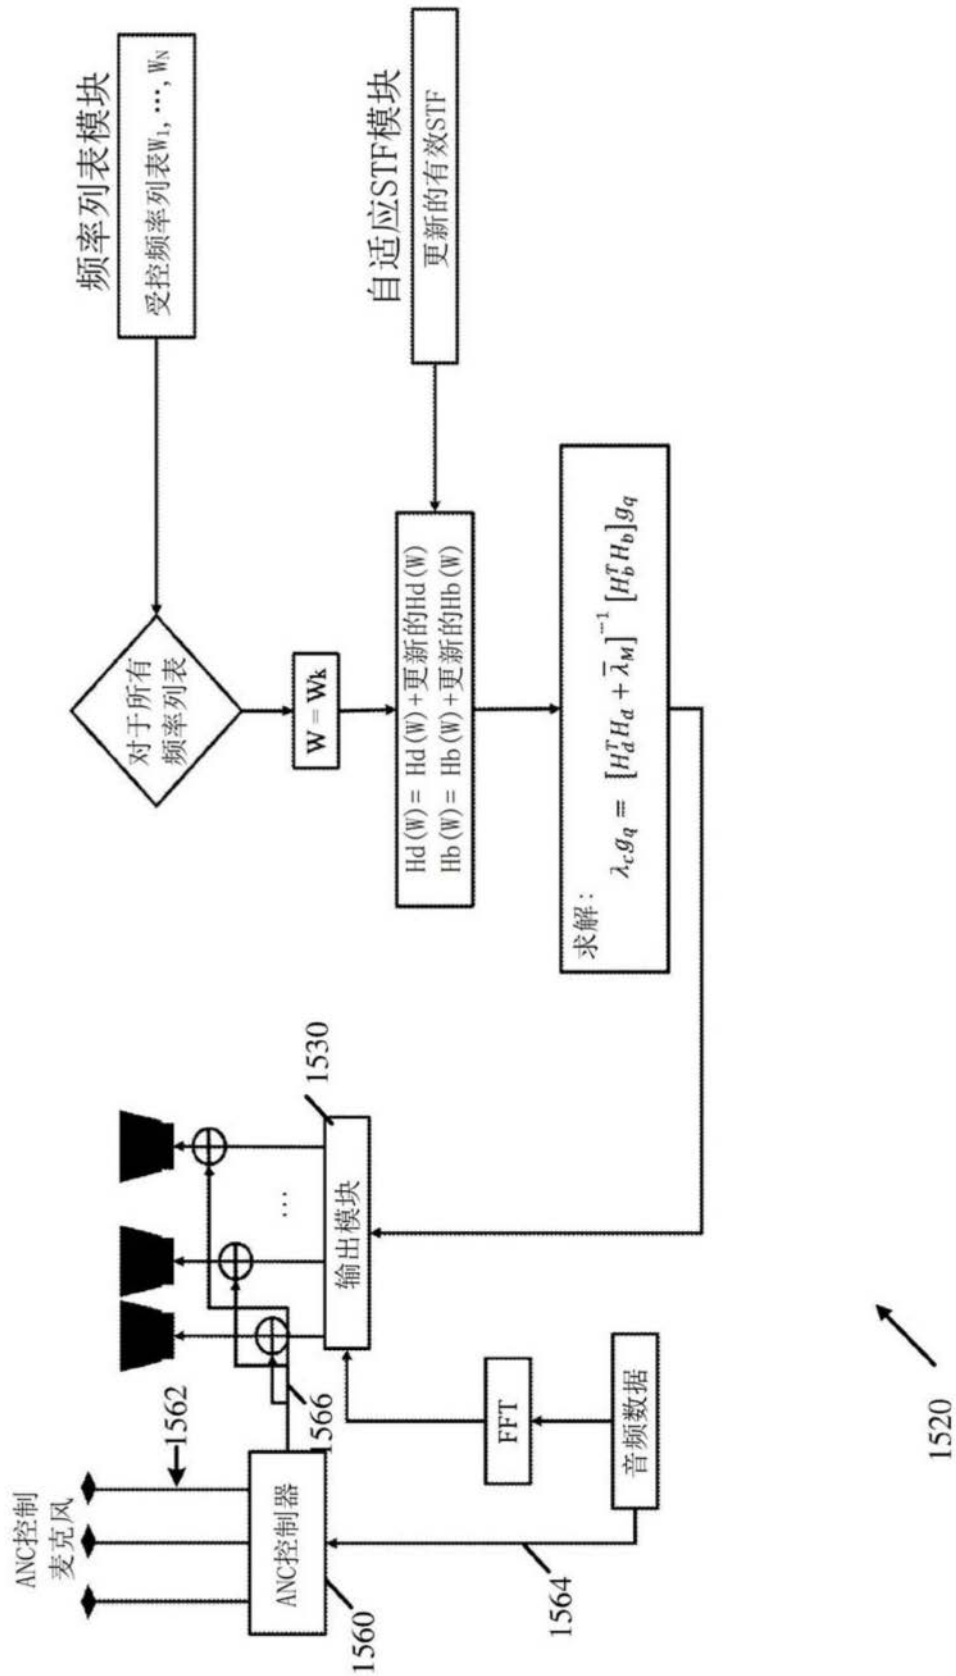 ANC控制
麦克风
1562
ANC控制器
1560
1566
1564
FFT
音频数据
1520
输出模块
1530
...
频率列表模块
受控频率列表W₁, ···, W_N
对于所有
频率列表
W = Wk
自适应STF模块
更新的有效STF
Hd(W)= Hd(W)+更新的Hd(W)
Hb(W)= Hb(W)+更新的Hb(W)
求解:
λ_c g_q = [H_d^T H_d + λ̄_M]^{-1} [H_b^T H_b] g_q